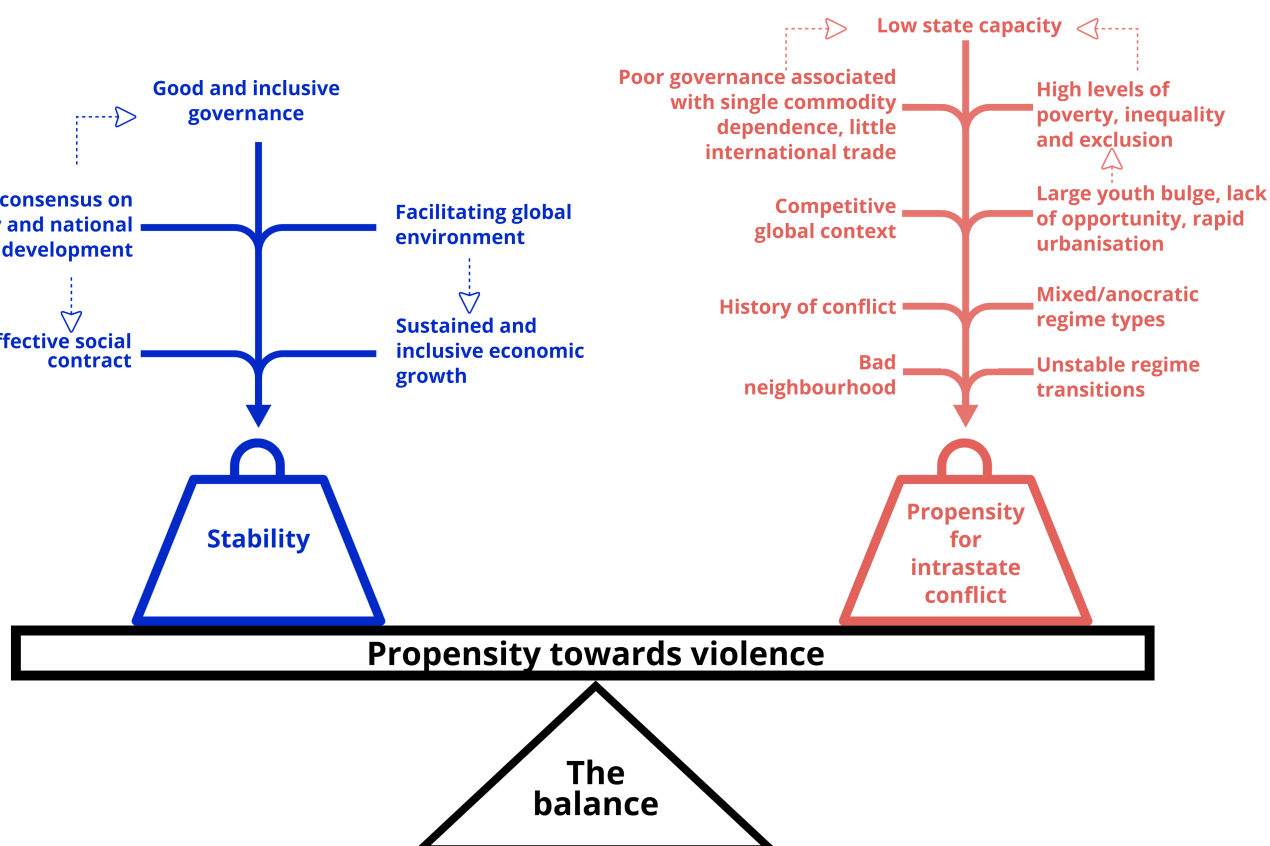 Good and inclusive
governance
consensus on
and national
development
social
contract
Facilitating global
environment
Sustained and
inclusive economic
growth
Stability
Low state capacity
Poor governance associated
with single commodity
dependence, little
international trade
Competitive
global context
History of conflict
Bad
neighbourhood
High levels of
poverty, inequality
and exclusion
Large youth bulge, lack
of opportunity, rapid
urbanisation
Mixed/anocratic
regime types
Unstable regime
transitions
Propensity
for
intrastate
conflict
Propensity towards violence
The
balance